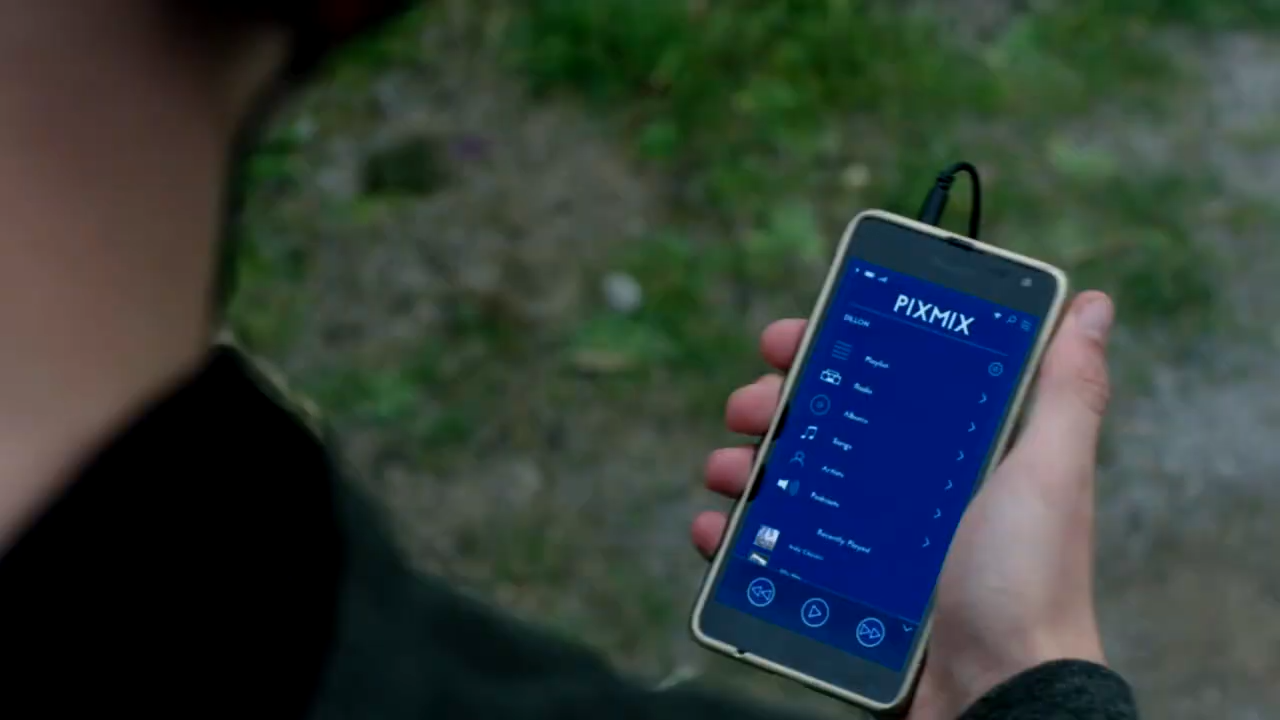 PIXMIX
DILLON
Playlist
Radio
Albums
Songs
Artists
Podcasts
Recently Played